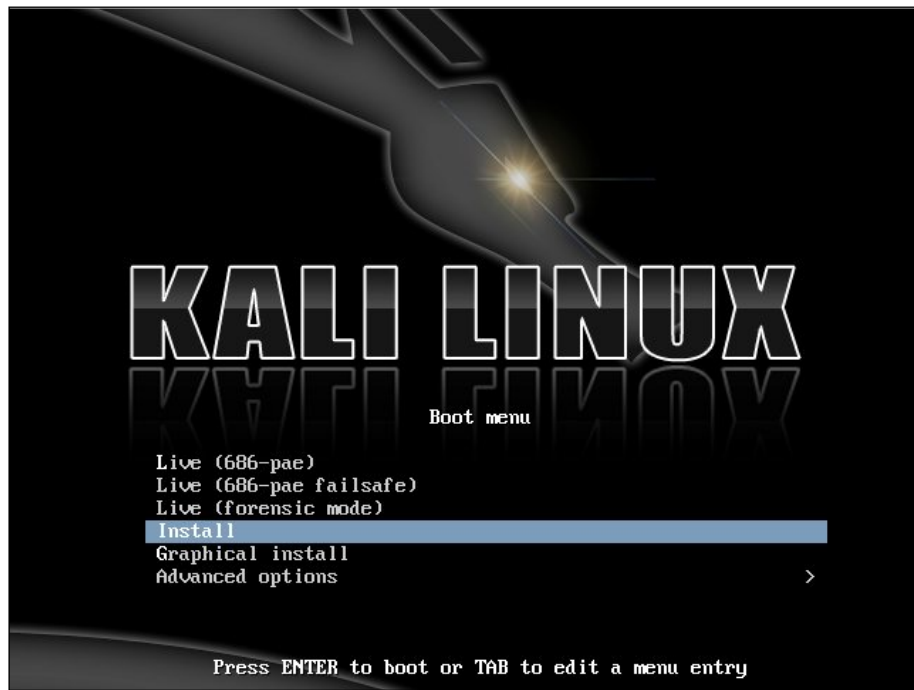 KALI LINUX
Boot menu
Live (686-pae)
Live (686-pae failsafe)
Live (forensic mode)
Install
Graphical install
Advanced options >
Press ENTER to boot or TAB to edit a menu entry